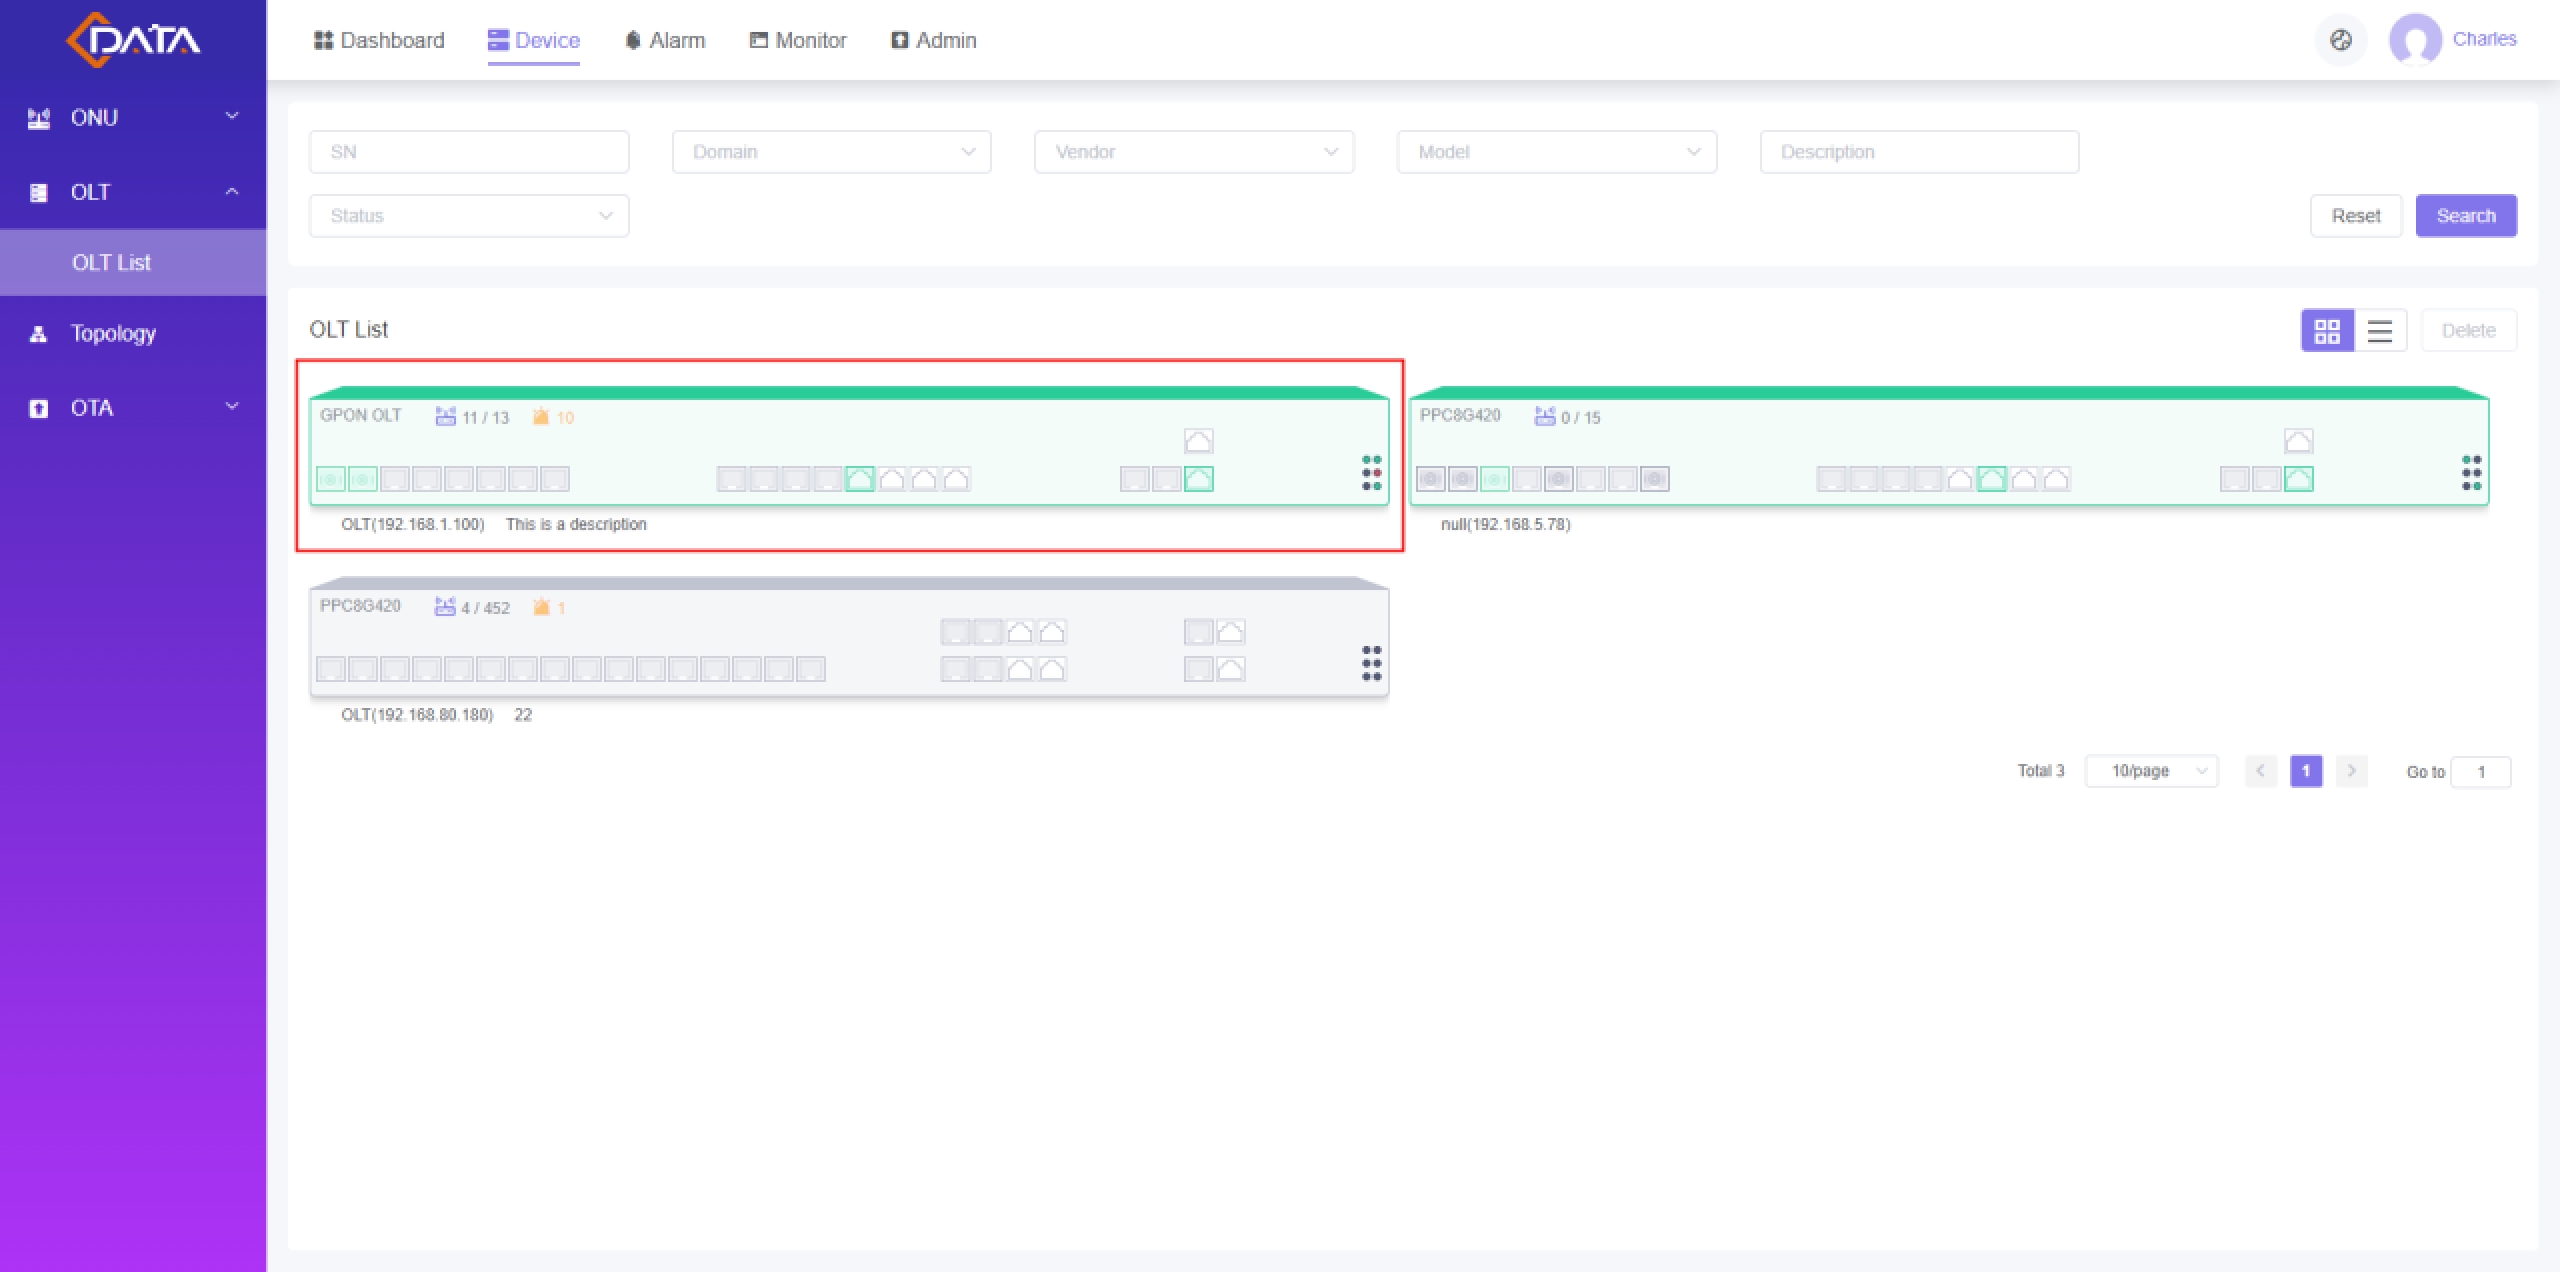 DATA
Dashboard Device Alarm Monitor Admin
Charles
ONU
OLT
OLT List
Topology
OTA
SN Domain Vendor Model Description
Status
Reset Search
OLT List
Delete
GPON OLT 11 / 13 10
OLT(192.168.1.100) This is a description
PPC8G420 0 / 15
null(192.168.5.78)
PPC8G420 4 / 452 1
OLT(192.168.80.180) 22
Total 3 10/page 1 Go to 1